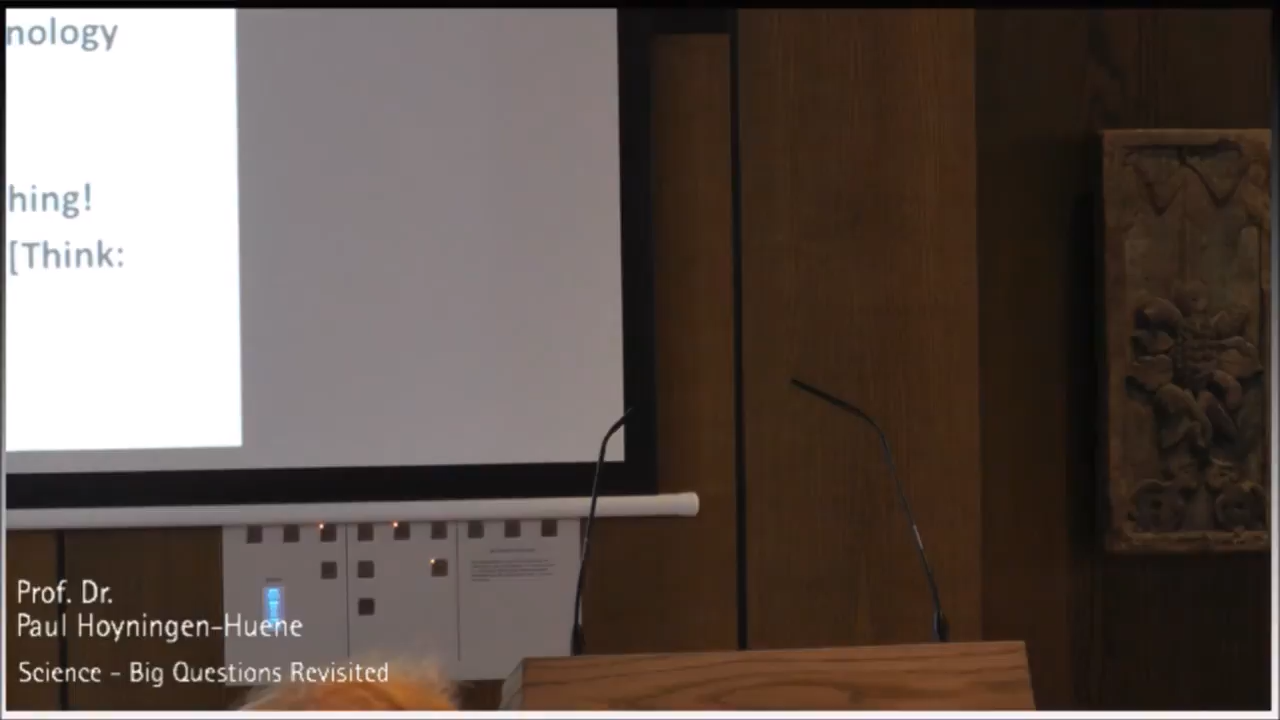 nology
hing!
[Think:
Prof. Dr.
Paul Hoyningen-Huene
Science - Big Questions Revisited